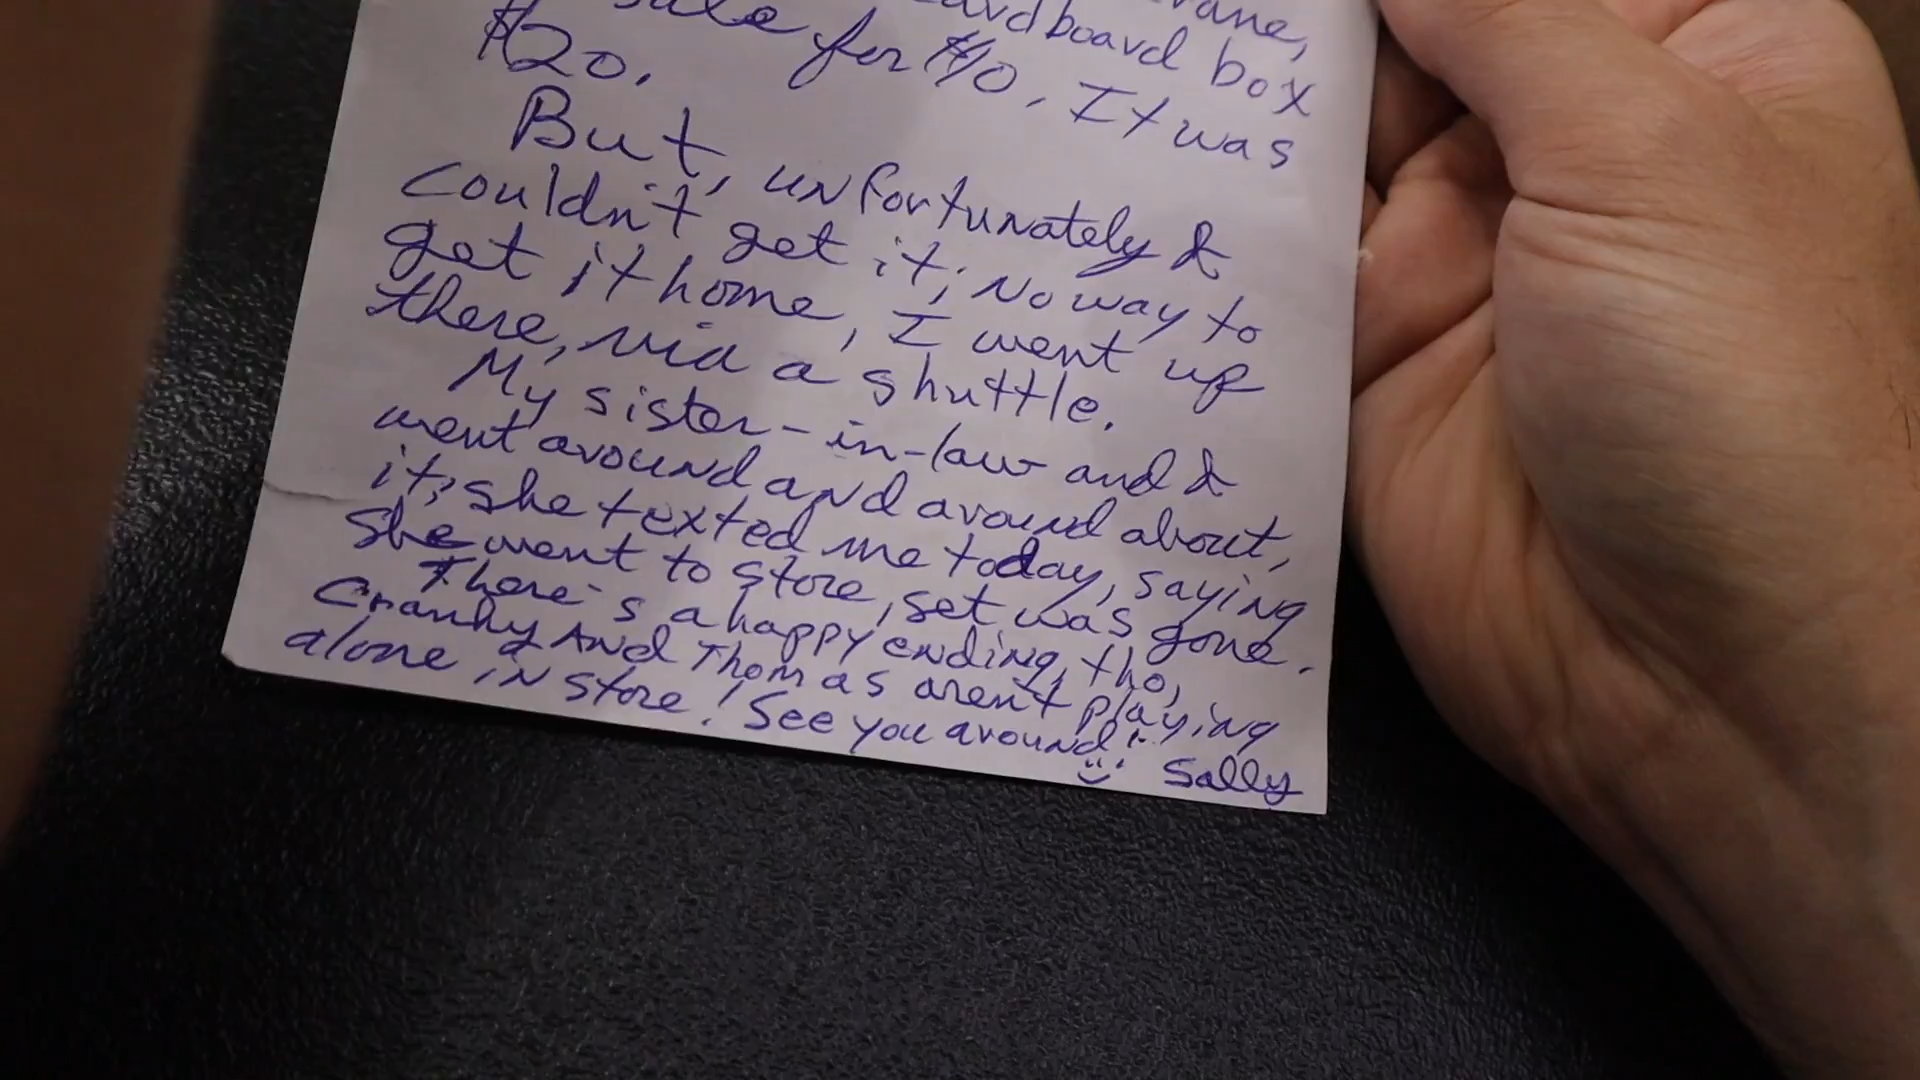 cardboard box
sale for $10. It was
$20.
But, unfortunately I
couldn't get it; No way to
get it home, I went up
there, via a shuttle.
My sister-in-law and I
went around and around about,
it; she texted me today, saying
She went to store, set was gone.
There's a happy ending, tho,
Cranky And Thomas aren't playing
alone in store! See you around!
Sally